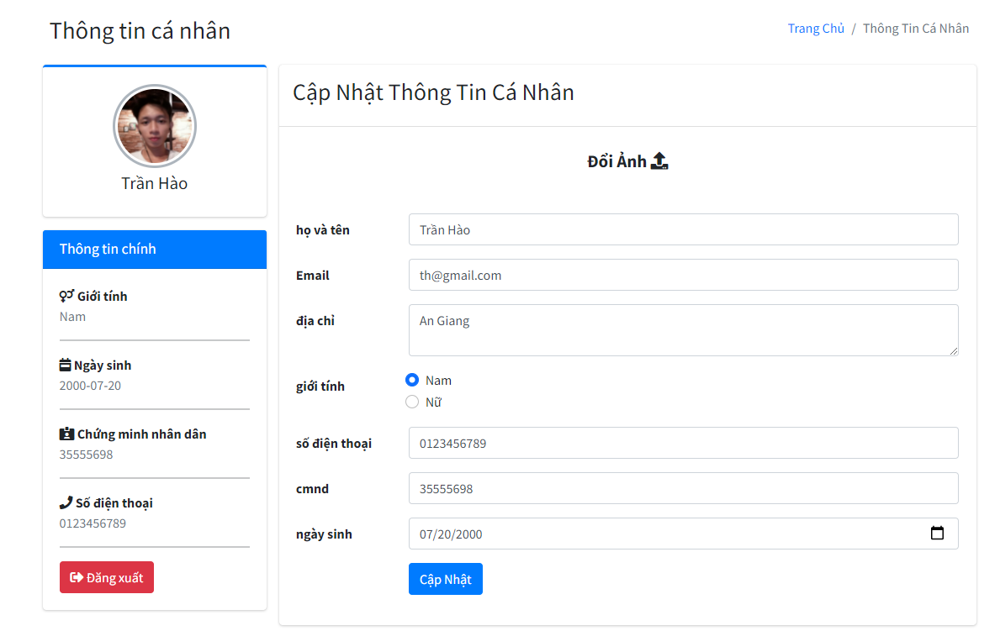 Thông tin cá nhân
Trang Chủ / Thông Tin Cá Nhân
Trần Hào
Thông tin chính
Giới tính
Nam
Ngày sinh
2000-07-20
Chứng minh nhân dân
35555698
Số điện thoại
0123456789
Đăng xuất
Cập Nhật Thông Tin Cá Nhân
Đổi Ảnh
họ và tên Trần Hào
Email th@gmail.com
địa chỉ An Giang
giới tính Nam
Nữ
số điện thoại 0123456789
cmnd 35555698
ngày sinh 07/20/2000
Cập Nhật